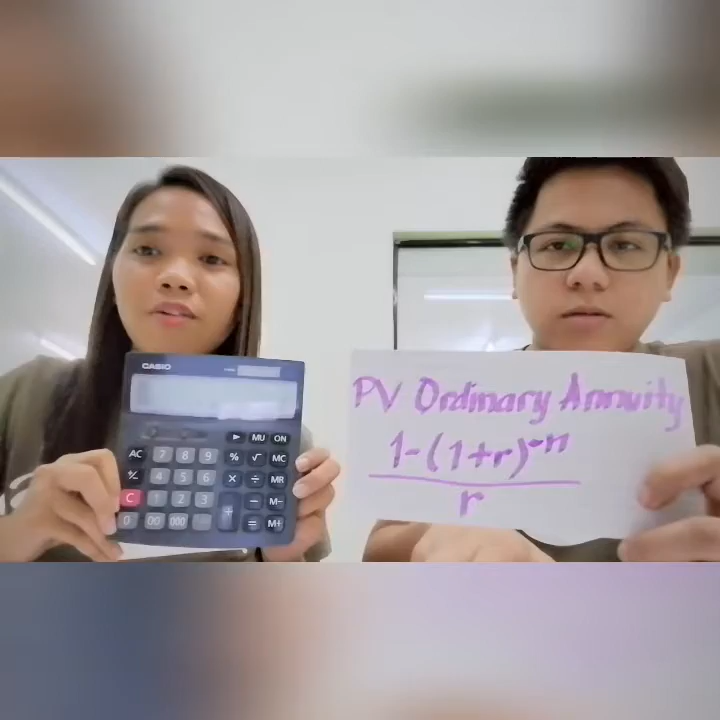 CASIO
MU ON
AC 7 8 9 % √ MC
+/− 4 5 6 × ÷ MR
C 1 2 3 − M−
0 00 000 + = M+
PV Ordinary Annuity
1-(1+r)^-n
r